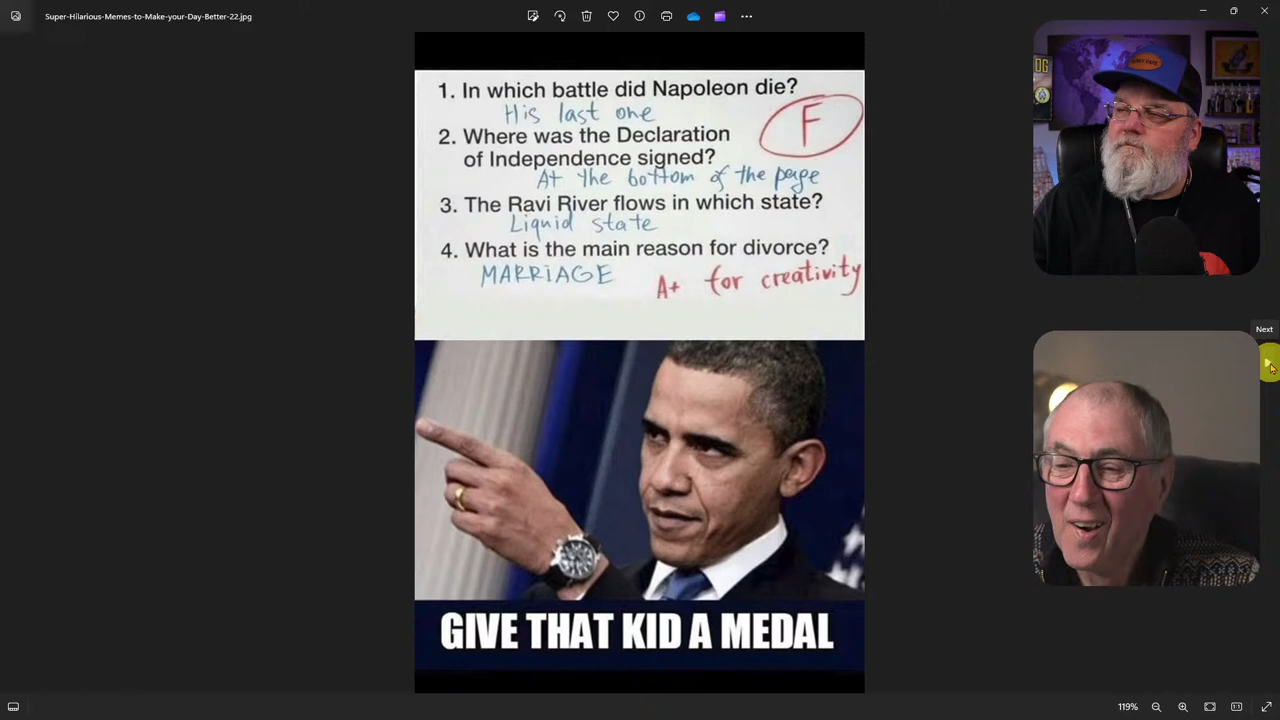 Super-Hilarious-Memes-to-Make-your-Day-Better-22.jpg
1. In which battle did Napoleon die?
His last one
F
2. Where was the Declaration
of Independence signed?
At the bottom of the page
3. The Ravi River flows in which state?
Liquid state
4. What is the main reason for divorce?
MARRIAGE
A+ for creativity
GIVE THAT KID A MEDAL
Next
119%